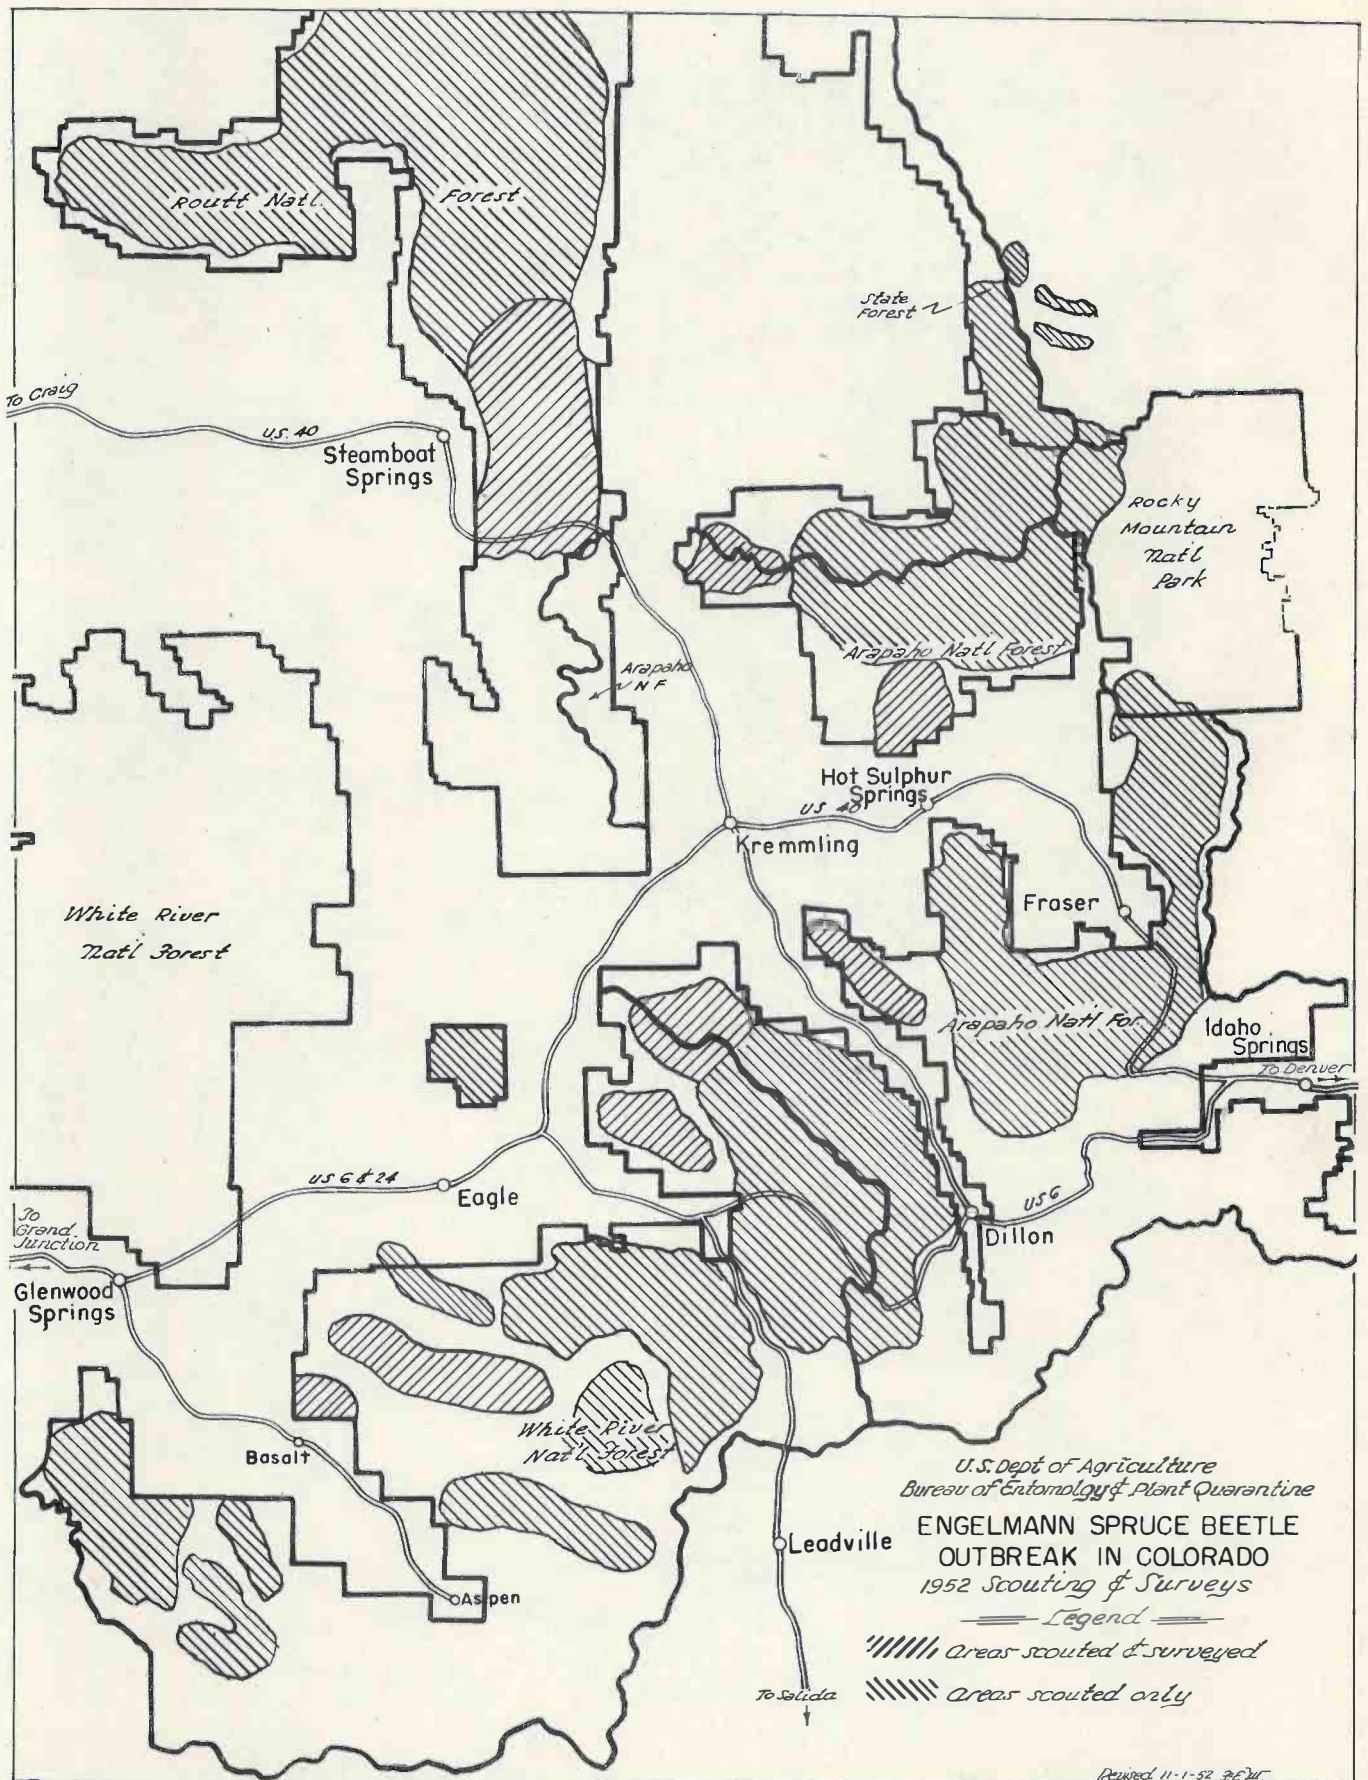 Routt Natl. Forest
State
Forest
To Craig
U.S. 40
Steamboat
Springs
Rocky
Mountain
Natl
Park
Arapaho Natl Forest
Arapaho
N F
Hot Sulphur
Springs
US 40
Kremmling
Fraser
White River
Natl Forest
Arapaho Natl For.
Idaho
Springs
To Denver
US 6 & 24
Eagle
US 6
Dillon
To
Grand
Junction
Glenwood
Springs
White River
Nat'l Forest
Basalt
Aspen
Leadville
To Salida
U.S. Dept of Agriculture
Bureau of Entomolgy & Plant Quarantine
ENGELMANN SPRUCE BEETLE
OUTBREAK IN COLORADO
1952 Scouting & Surveys
Legend
Areas scouted & surveyed
Areas scouted only
Revised 11-1-52